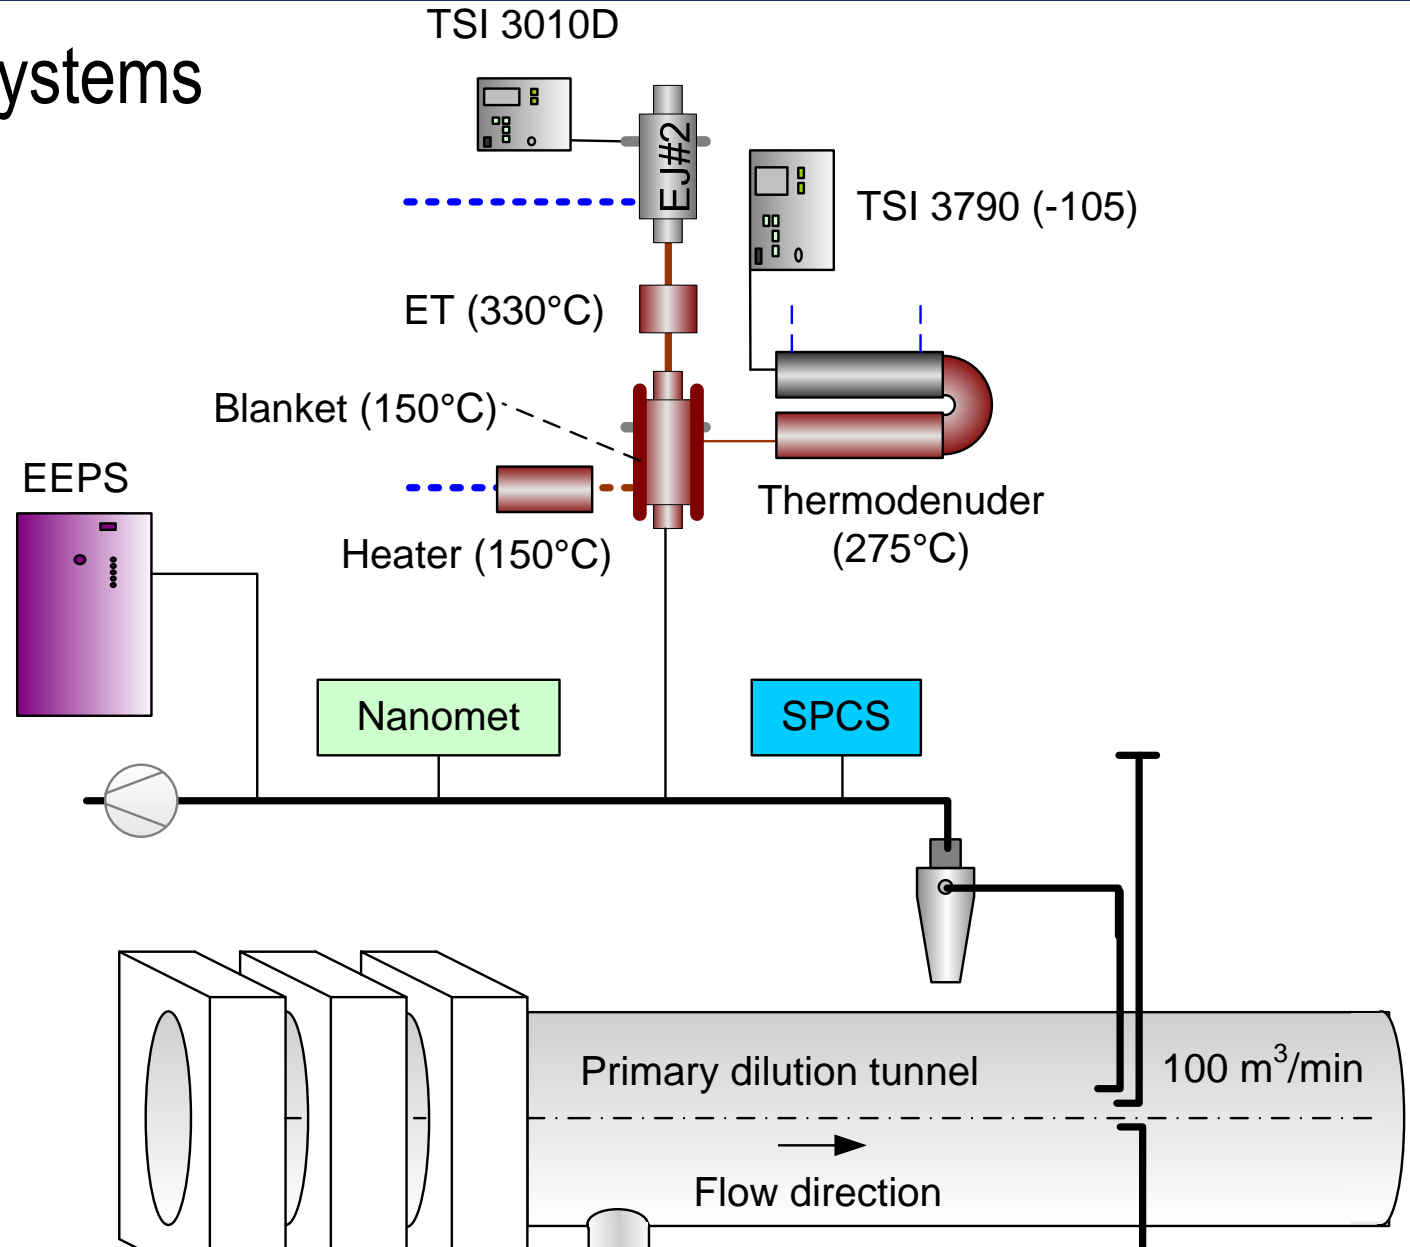 TSI 3010D
ystems
EJ#2
TSI 3790 (-105)
ET (330°C)
Blanket (150°C)
EEPS
Thermodenuder
(275°C)
Heater (150°C)
Nanomet
SPCS
Primary dilution tunnel
100 m³/min
Flow direction